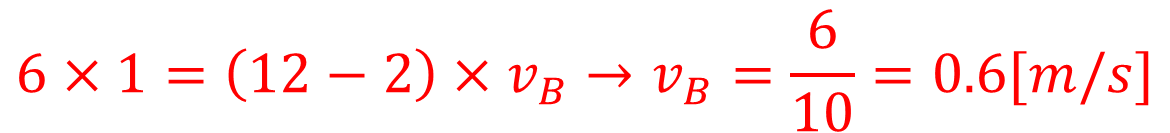 6 × 1 = (12 − 2) × v_B → v_B = 6/10 = 0.6[m/s]